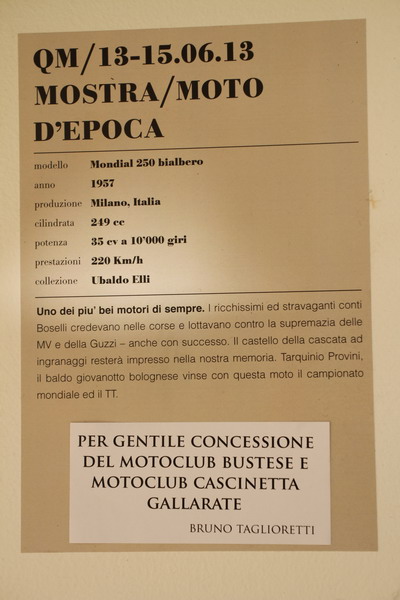 QM/13-15.06.13
MOSTRA/MOTO
D'EPOCA
modello Mondial 250 bialbero
anno 1957
produzione Milano, Italia
cilindrata 249 cc
potenza 35 cv a 10'000 giri
prestazioni 220 Km/h
collezione Ubaldo Elli
Uno dei piu' bei motori di sempre. I ricchissimi ed stravaganti conti
Boselli credevano nelle corse e lottavano contro la supremazia delle
MV e della Guzzi – anche con successo. Il castello della cascata ad
ingranaggi resterà impresso nella nostra memoria. Tarquinio Provini,
il baldo giovanotto bolognese vinse con questa moto il campionato
mondiale ed il TT.
PER GENTILE CONCESSIONE
DEL MOTOCLUB BUSTESE E
MOTOCLUB CASCINETTA
GALLARATE
BRUNO TAGLIORETTI